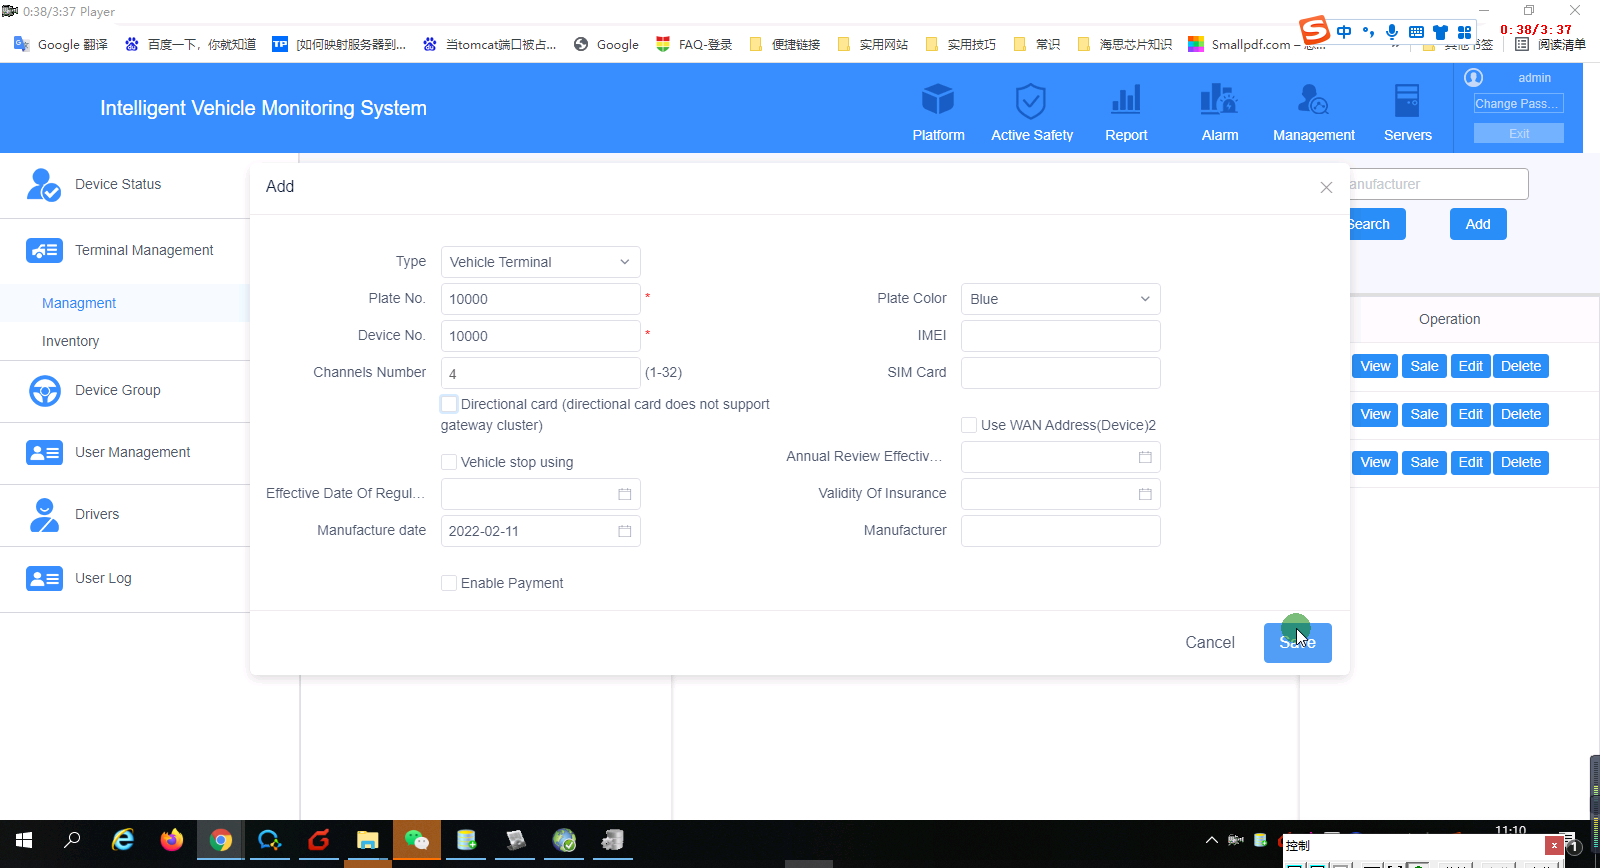 0:38/3:37 Player
Google 翻译
百度一下，你就知道
[如何映射服务器到...
当tomcat端口被占...
Google
FAQ-登录
便捷链接
实用网站
实用技巧
常识
海思芯片知识
Smallpdf.com –
中
0:38/3:37
阅读清单
Intelligent Vehicle Monitoring System
Platform
Active Safety
Report
Alarm
Management
Servers
admin
Change Pass...
Exit
Device Status
Terminal Management
Managment
Inventory
Device Group
User Management
Drivers
User Log
Add
anufacturer
Search
Add
Type
Vehicle Terminal
Plate No.
10000
*
Plate Color
Blue
Device No.
10000
*
IMEI
Channels Number
4
(1-32)
SIM Card
Directional card (directional card does not support
gateway cluster)
Use WAN Address(Device)2
Vehicle stop using
Annual Review Effectiv...
Effective Date Of Regul...
Validity Of Insurance
Manufacture date
2022-02-11
Manufacturer
Enable Payment
Cancel
Save
Operation
View Sale Edit Delete
View Sale Edit Delete
View Sale Edit Delete
11:10
控制
1